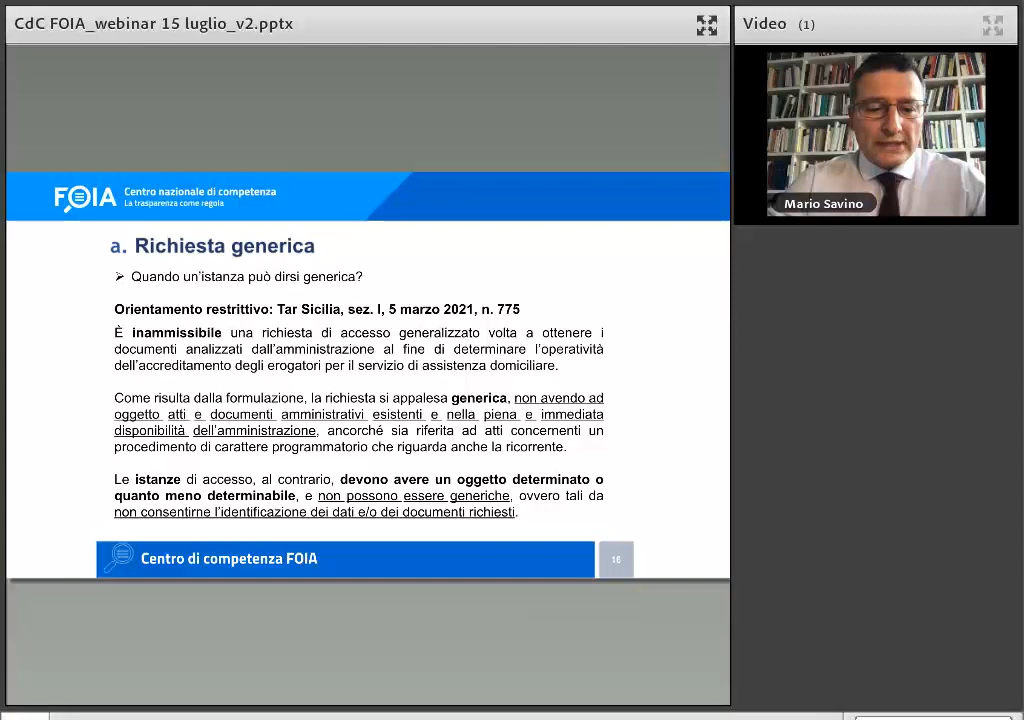 CdC FOIA_webinar 15 luglio_v2.pptx
Video (1)
Mario Savino
FOIA
Centro nazionale di competenza
La trasparenza come regola
a. Richiesta generica
➢ Quando un'istanza può dirsi generica?
Orientamento restrittivo: Tar Sicilia, sez. I, 5 marzo 2021, n. 775
È inammissibile una richiesta di accesso generalizzato volta a ottenere i
documenti analizzati dall'amministrazione al fine di determinare l'operatività
dell'accreditamento degli erogatori per il servizio di assistenza domiciliare.
Come risulta dalla formulazione, la richiesta si appalesa generica, non avendo ad
oggetto atti e documenti amministrativi esistenti e nella piena e immediata
disponibilità dell'amministrazione, ancorché sia riferita ad atti concernenti un
procedimento di carattere programmatorio che riguarda anche la ricorrente.
Le istanze di accesso, al contrario, devono avere un oggetto determinato o
quanto meno determinabile, e non possono essere generiche, ovvero tali da
non consentirne l'identificazione dei dati e/o dei documenti richiesti.
Centro di competenza FOIA
16